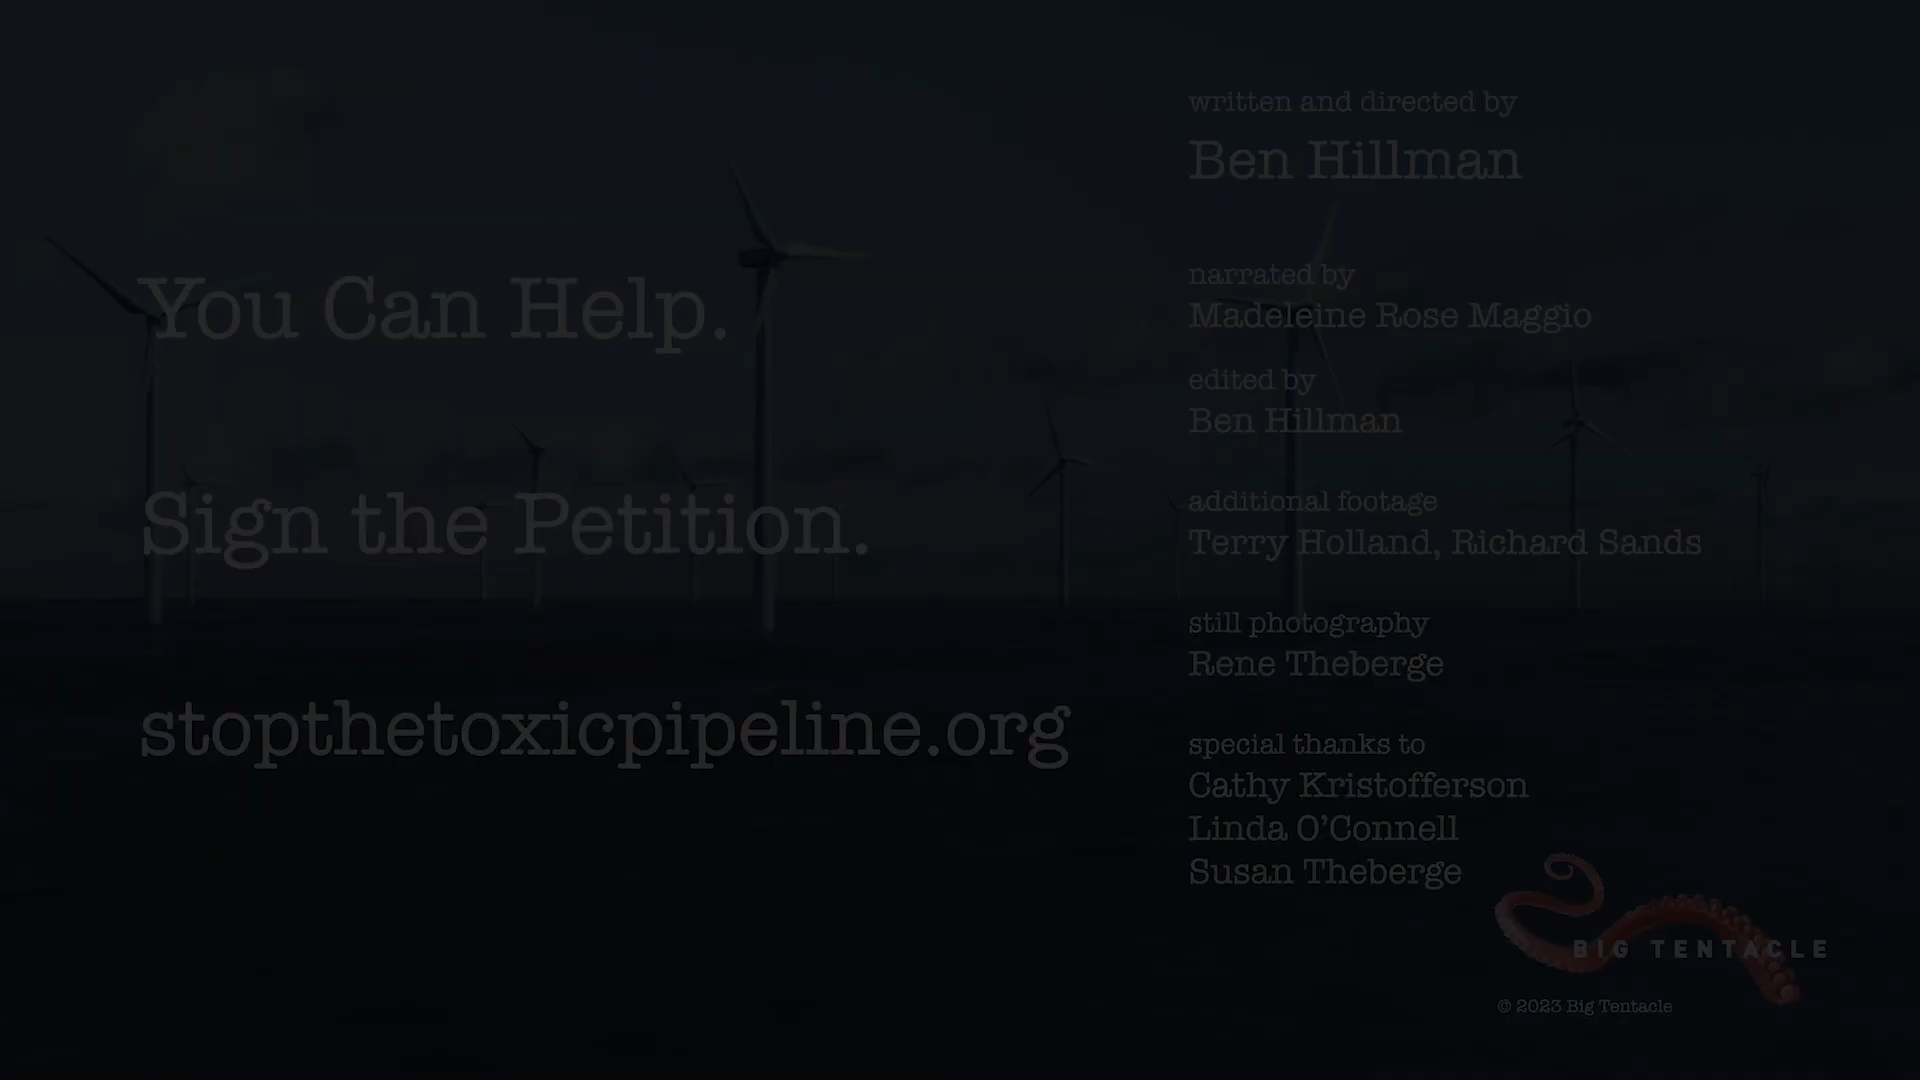 You Can Help.
Sign the Petition.
stopthetoxicpipeline.org
written and directed by
Ben Hillman
narrated by
Madeleine Rose Maggio
edited by
Ben Hillman
additional footage
Terry Holland, Richard Sands
still photography
Rene Theberge
special thanks to
Cathy Kristofferson
Linda O’Connell
Susan Theberge
BIG TENTACLE
© 2023 Big Tentacle